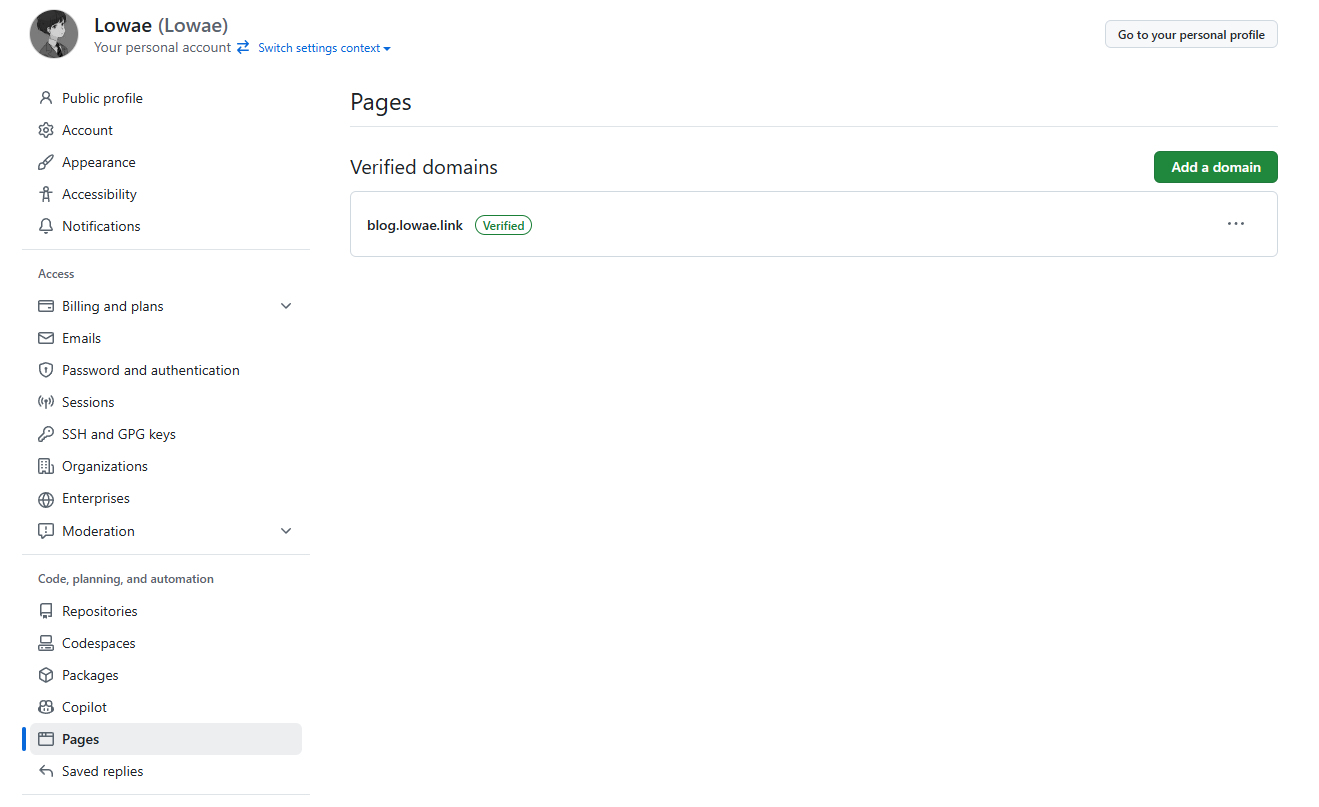 Lowae (Lowae)
Your personal account Switch settings context
Go to your personal profile
Public profile
Account
Appearance
Accessibility
Notifications
Access
Billing and plans
Emails
Password and authentication
Sessions
SSH and GPG keys
Organizations
Enterprises
Moderation
Code, planning, and automation
Repositories
Codespaces
Packages
Copilot
Pages
Saved replies
Pages
Verified domains
Add a domain
blog.lowae.link Verified